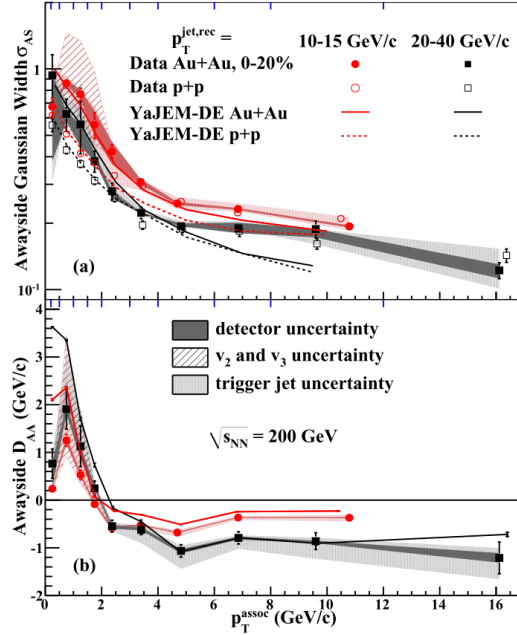 p_T^{jet,rec} = 10-15 GeV/c 20-40 GeV/c
Data Au+Au, 0-20%
Data p+p
YaJEM-DE Au+Au
YaJEM-DE p+p
Awayside Gaussian Width σ_AS
1
10^{-1}
(a)
detector uncertainty
v_2 and v_3 uncertainty
trigger jet uncertainty
√s_NN = 200 GeV
Awayside D_AA (GeV/c)
4
3
2
1
0
-1
-2
(b)
0 2 4 6 8 10 12 14 16
p_T^{assoc} (GeV/c)